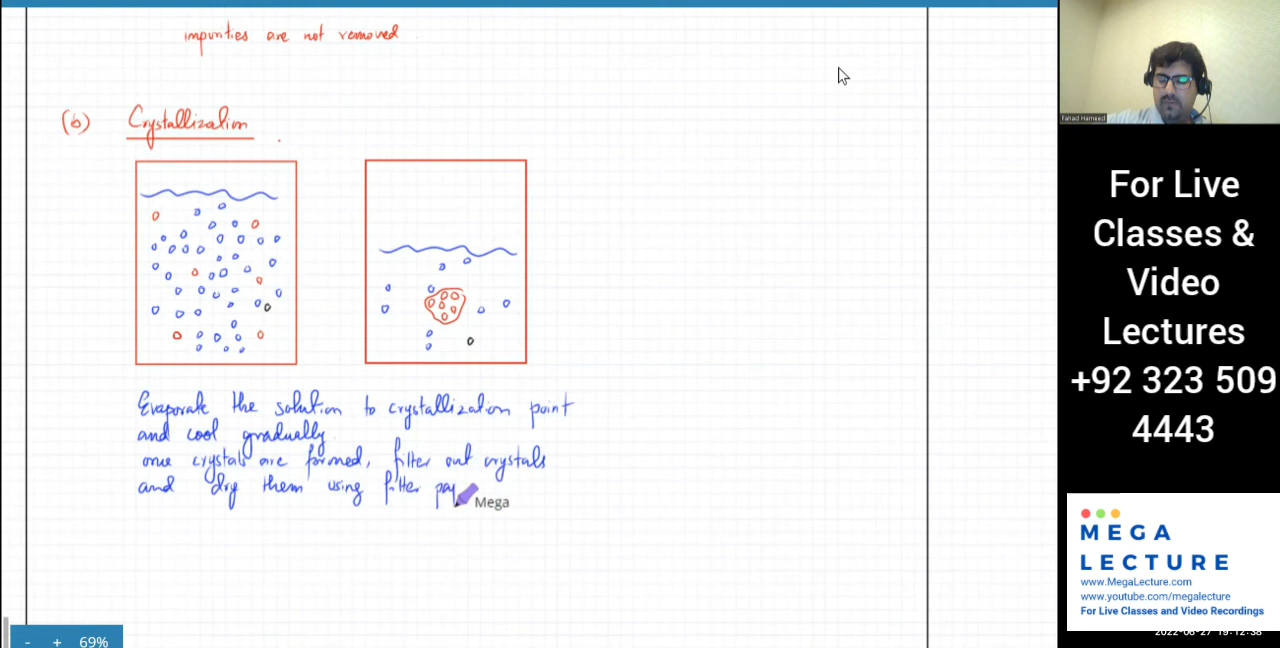 impurities are not removed
(b) Crystallization
Evaporate the solution to crystallization point
and cool gradually.
once crystals are formed, filter out crystals
and dry them using filter pap
Mega
- + 69%
Fahad Hameed
For Live
Classes &
Video
Lectures
+92 323 509
4443
MEGA
LECTURE
www.MegaLecture.com
www.youtube.com/megalecture
For Live Classes and Video Recordings
2022-06-27 19:12:38